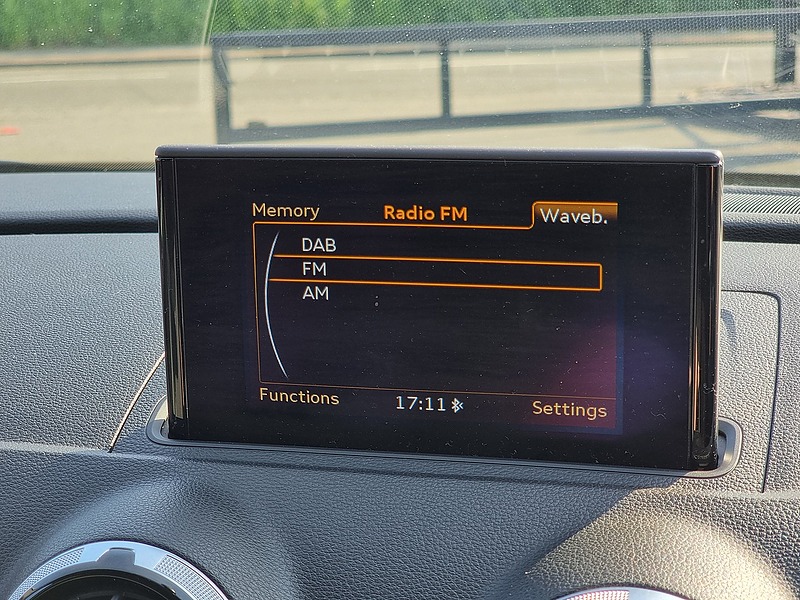 Memory Radio FM Waveb.
DAB
FM
AM
Functions 17:11 Settings